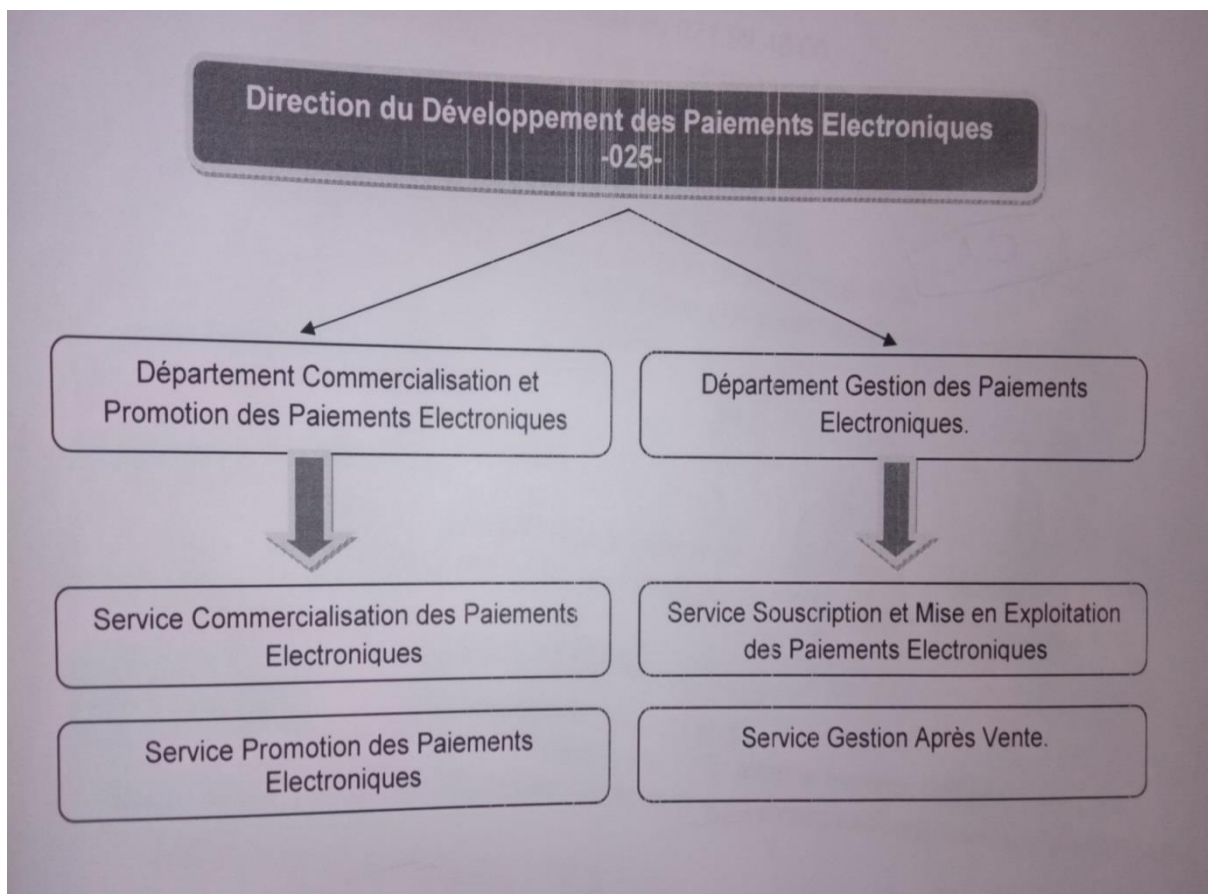 Direction du Développement des Paiements Electroniques
-025-
Département Commercialisation et
Promotion des Paiements Electroniques
Département Gestion des Paiements
Electroniques.
Service Commercialisation des Paiements
Electroniques
Service Souscription et Mise en Exploitation
des Paiements Electroniques
Service Promotion des Paiements
Electroniques
Service Gestion Après Vente.